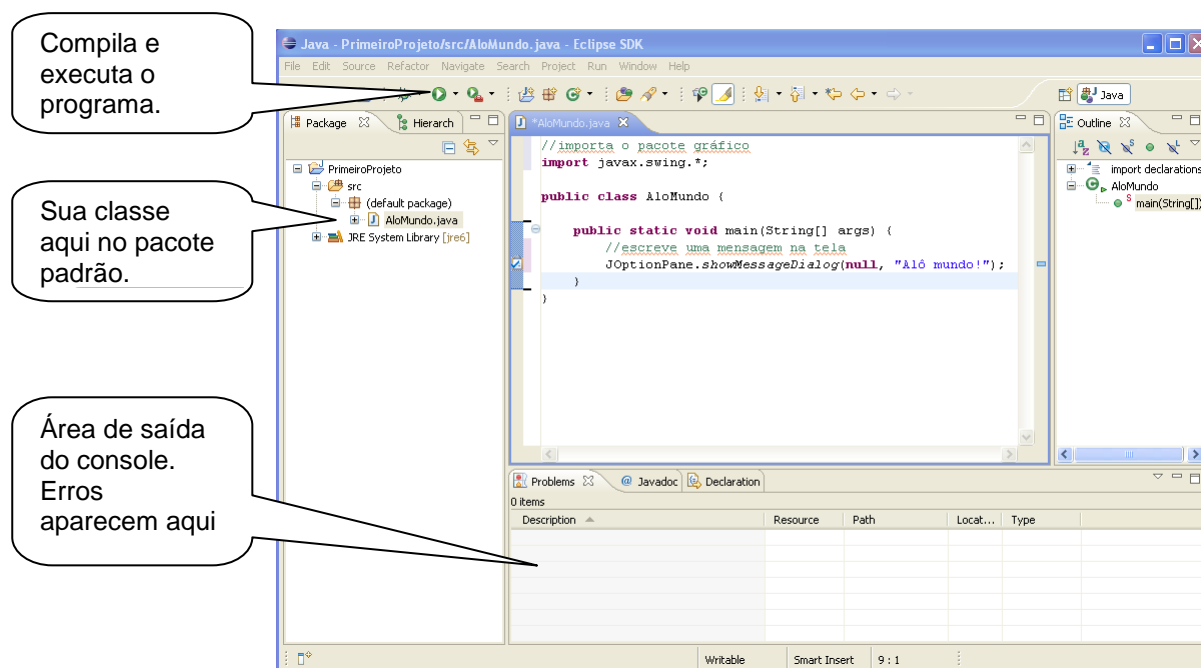 Compila e
executa o
programa.
Sua classe
aqui no pacote
padrão.
Área de saída
do console.
Erros
aparecem aqui
Java - PrimeiroProjeto/src/AloMundo.java - Eclipse SDK
File Edit Source Refactor Navigate Search Project Run Window Help
Java
Package Hierarch
PrimeiroProjeto
src
(default package)
AloMundo.java
JRE System Library [jre6]
*AloMundo.java
//importa o pacote gráfico
import javax.swing.*;
public class AloMundo {
public static void main(String[] args) {
//escreve uma mensagem na tela
JOptionPane.showMessageDialog(null, "Alô mundo!");
}
}
Outline
import declarations
AloMundo
main(String[])
Problems @ Javadoc Declaration
0 items
Description Resource Path Locat... Type
Writable Smart Insert 9 : 1